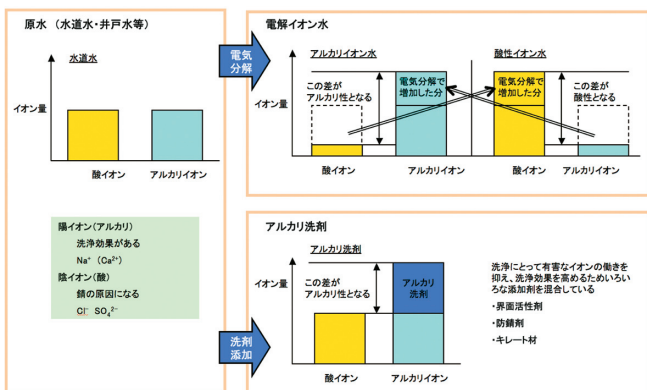 原水 （水道水・井戸水等）
水道水
イオン量
酸イオン
アルカリイオン
陽イオン（アルカリ）
洗浄効果がある
Na⁺ （Ca²⁺）
陰イオン（酸）
錆の原因になる
Cl⁻ SO₄²⁻
電気
分解
電解イオン水
アルカリイオン水
イオン量
この差が
アルカリ性となる
電気分解で
増加した分
酸イオン
アルカリイオン
酸性イオン水
電気分解で
増加した分
この差が
酸性となる
酸イオン
アルカリイオン
洗剤
添加
アルカリ洗剤
アルカリ洗剤
イオン量
この差が
アルカリ性となる
アルカリ
洗剤
酸イオン
アルカリイオン
洗浄にとって有害なイオンの働きを
抑え、洗浄効果を高めるためいろい
ろな添加剤を混合している
・界面活性剤
・防錆剤
・キレート材